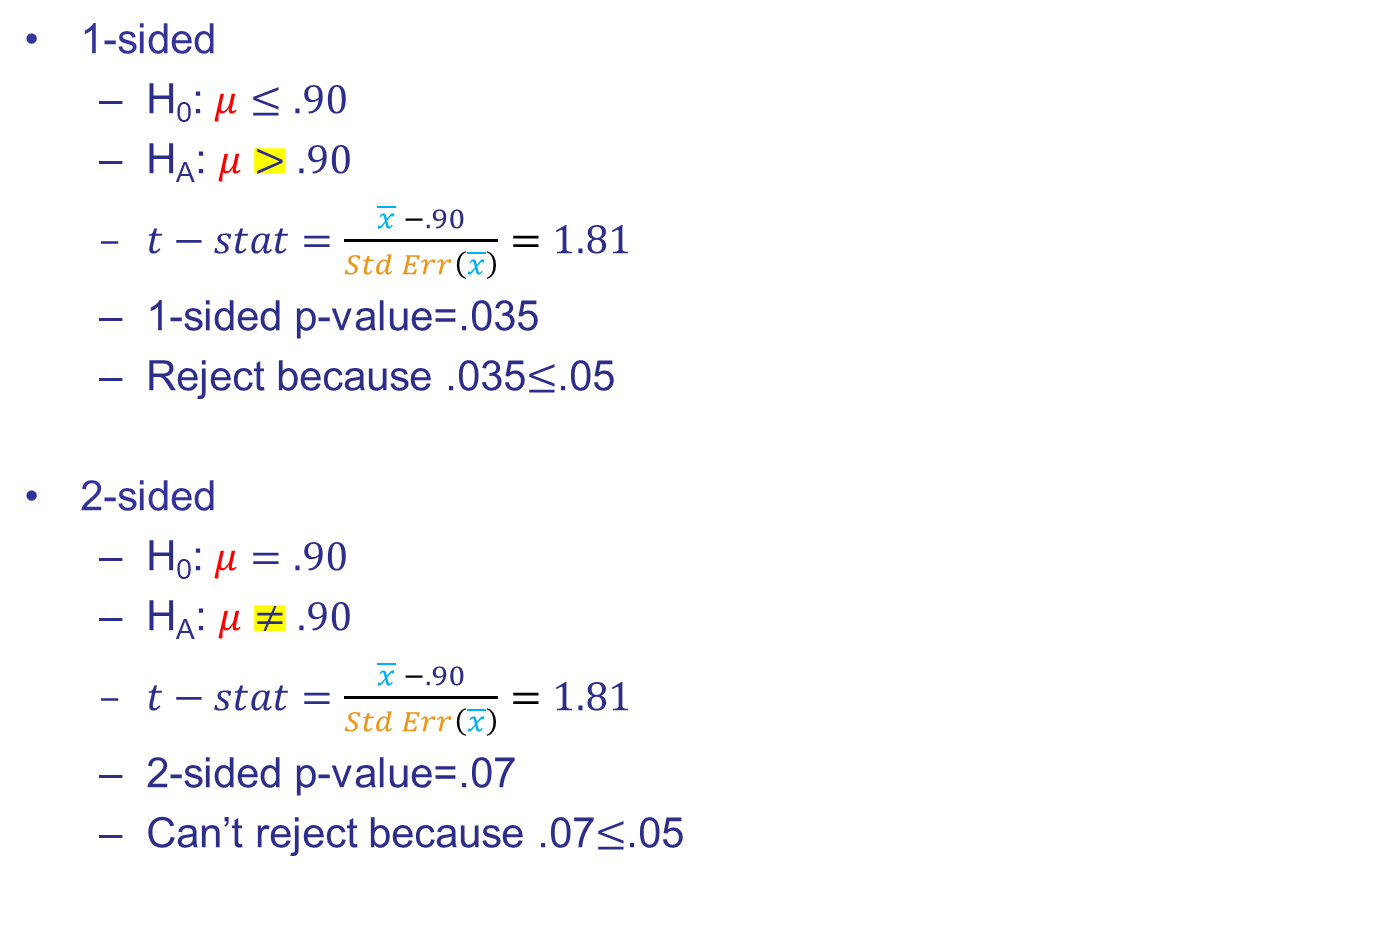 • 1-sided
– H₀: μ ≤ .90
– Hₐ: μ > .90
– t − stat = (x̄ −.90) / (Std Err(x̄)) = 1.81
– 1-sided p-value=.035
– Reject because .035≤.05
• 2-sided
– H₀: μ = .90
– Hₐ: μ ≠ .90
– t − stat = (x̄ −.90) / (Std Err(x̄)) = 1.81
– 2-sided p-value=.07
– Can’t reject because .07≤.05